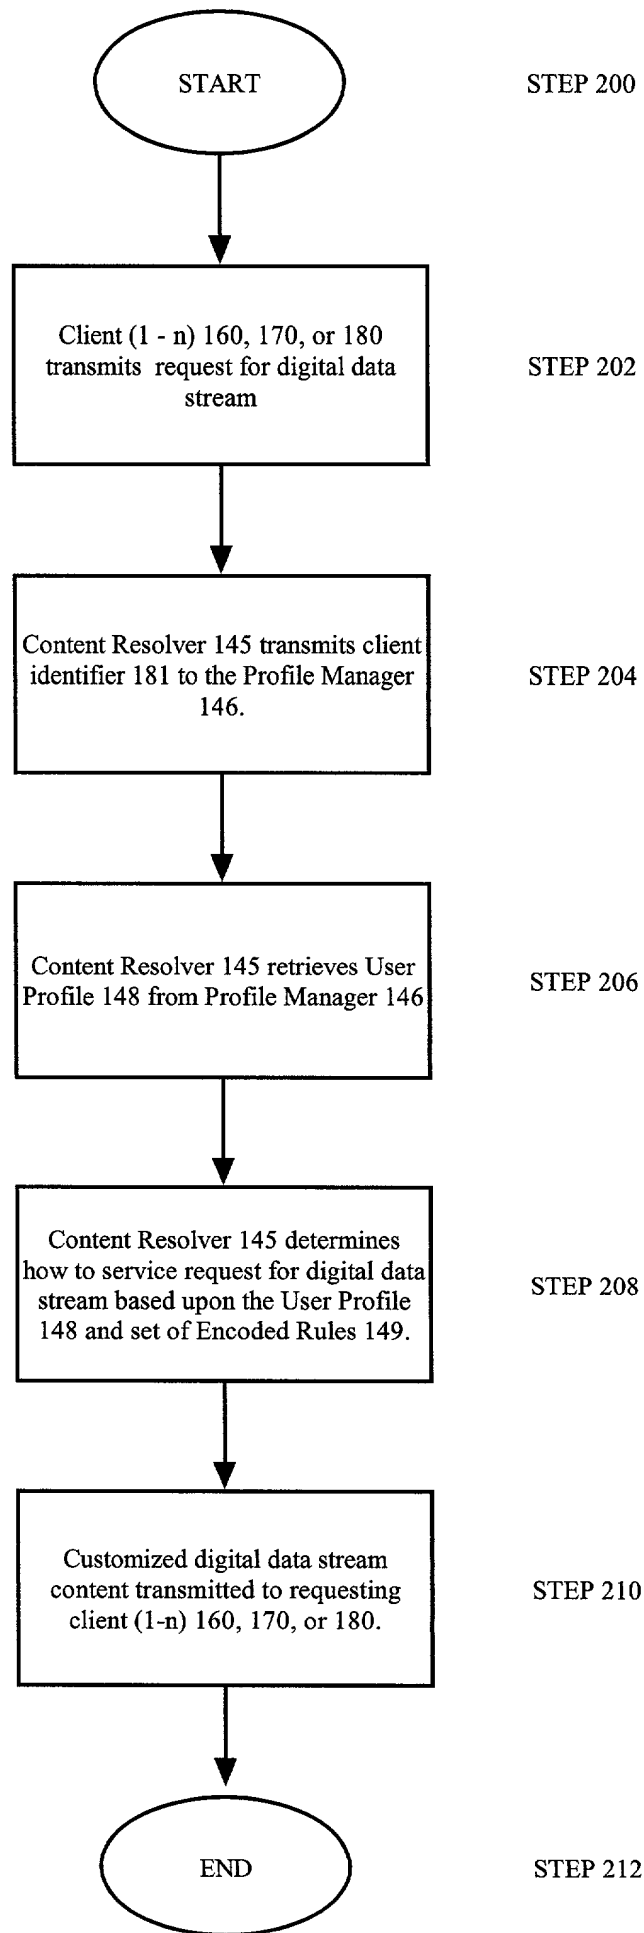 START
STEP 200
Client (1 - n) 160, 170, or 180
transmits request for digital data
stream
STEP 202
Content Resolver 145 transmits client
identifier 181 to the Profile Manager
146.
STEP 204
Content Resolver 145 retrieves User
Profile 148 from Profile Manager 146
STEP 206
Content Resolver 145 determines
how to service request for digital data
stream based upon the User Profile
148 and set of Encoded Rules 149.
STEP 208
Customized digital data stream
content transmitted to requesting
client (1-n) 160, 170, or 180.
STEP 210
END
STEP 212